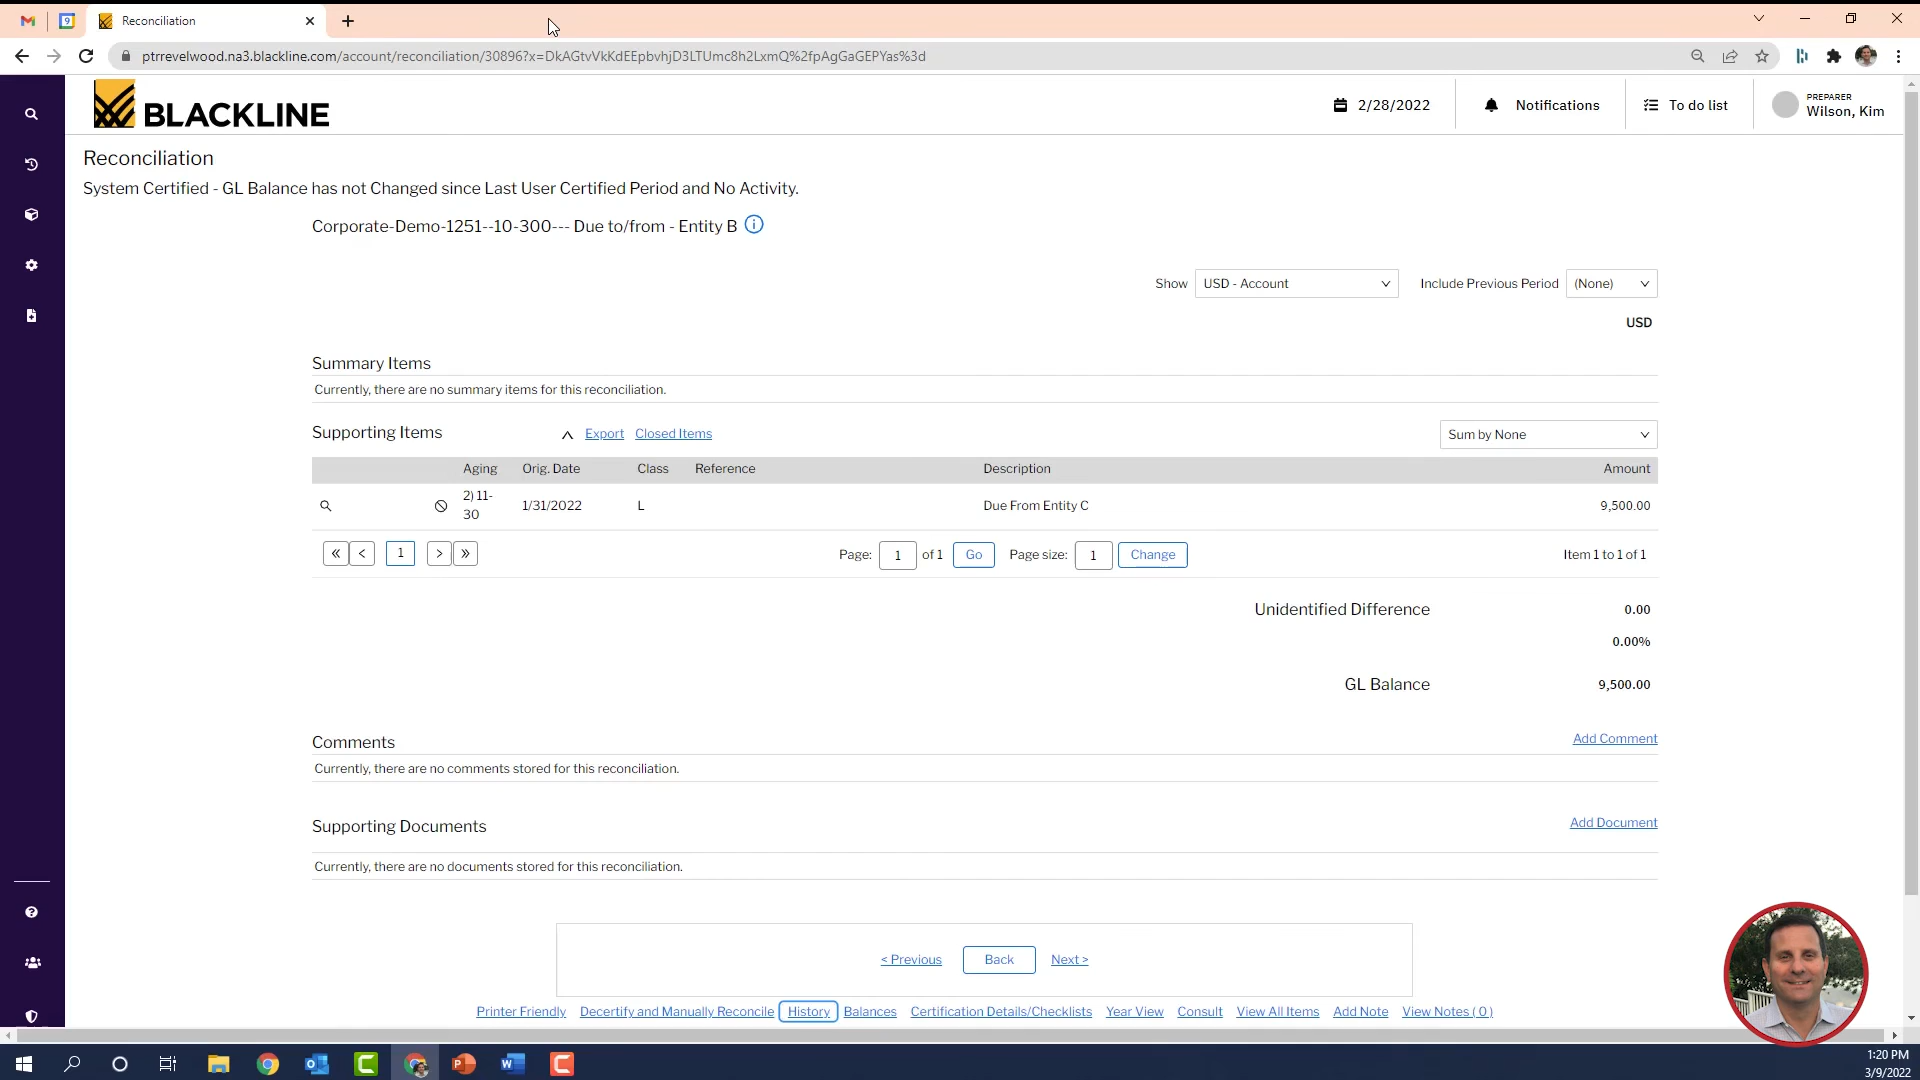 Reconciliation
ptrrevelwood.na3.blackline.com/account/reconciliation/30896?x=DkAGtvVkKdEEpbvhjD3LTUmc8h2LxmQ%2fpAgGaGEPYas%3d
BLACKLINE
2/28/2022
Notifications
To do list
PREPARER
Wilson, Kim
Reconciliation
System Certified - GL Balance has not Changed since Last User Certified Period and No Activity.
Corporate-Demo-1251--10-300--- Due to/from - Entity B
Show USD - Account Include Previous Period (None)
USD
Summary Items
Currently, there are no summary items for this reconciliation.
Supporting Items Export Closed Items Sum by None
Aging Orig. Date Class Reference Description Amount
2) 11-
30
1/31/2022 L Due From Entity C 9,500.00
« < 1 > » Page: 1 of 1 Go Page size: 1 Change Item 1 to 1 of 1
Unidentified Difference 0.00
0.00%
GL Balance 9,500.00
Comments Add Comment
Currently, there are no comments stored for this reconciliation.
Supporting Documents Add Document
Currently, there are no documents stored for this reconciliation.
< Previous Back Next >
Printer Friendly Decertify and Manually Reconcile History Balances Certification Details/Checklists Year View Consult View All Items Add Note View Notes ( 0 )
1:20 PM
3/9/2022